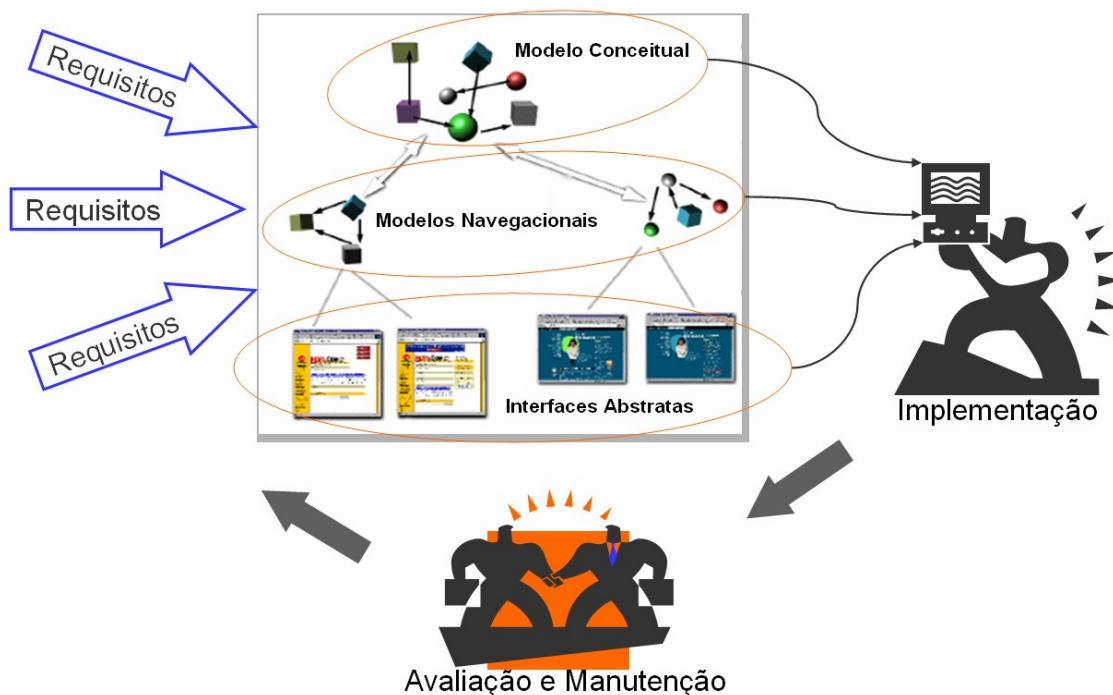 Requisitos
Modelo Conceitual
Requisitos
Modelos Navegacionais
Requisitos
Interfaces Abstratas
Implementação
Avaliação e Manutenção